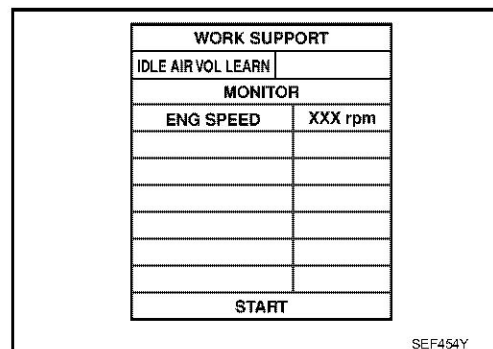 WORK SUPPORT
IDLE AIR VOL LEARN
MONITOR
ENG SPEED XXX rpm
START
SEF454Y